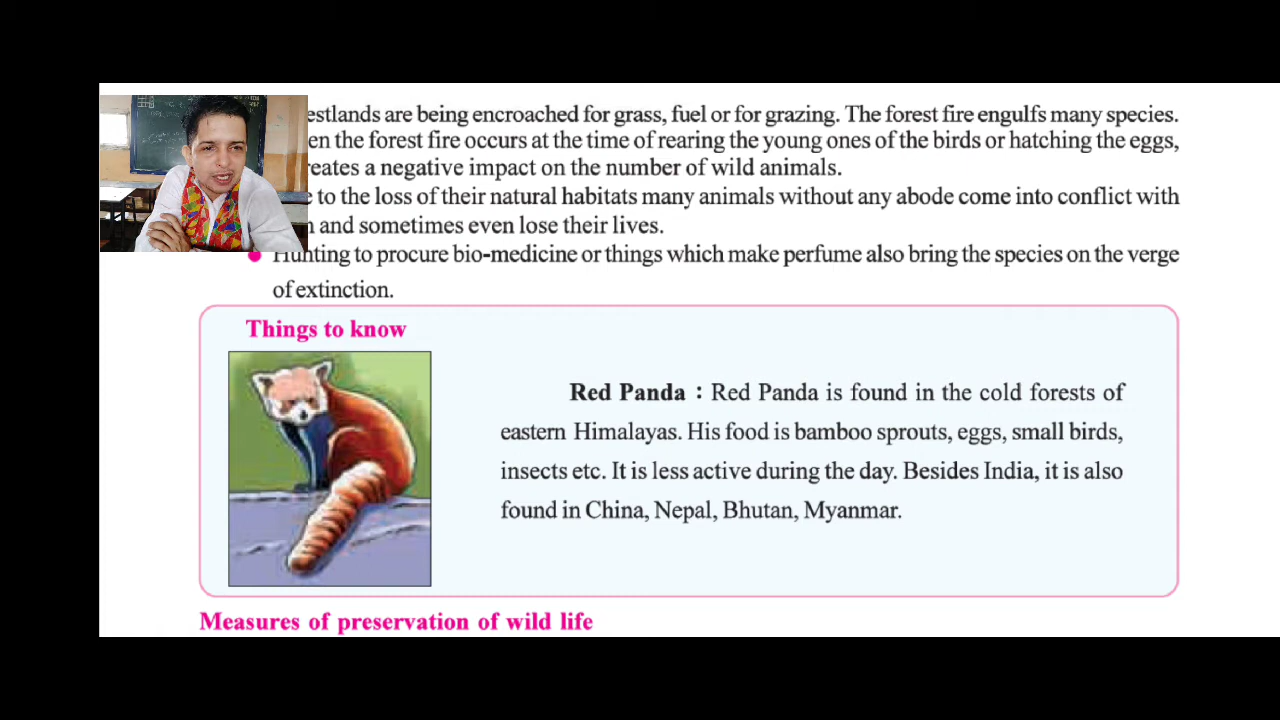 estlands are being encroached for grass, fuel or for grazing. The forest fire engulfs many species.
en the forest fire occurs at the time of rearing the young ones of the birds or hatching the eggs,
reates a negative impact on the number of wild animals.
e to the loss of their natural habitats many animals without any abode come into conflict with
n and sometimes even lose their lives.
Hunting to procure bio-medicine or things which make perfume also bring the species on the verge
of extinction.
Things to know
Red Panda : Red Panda is found in the cold forests of
eastern Himalayas. His food is bamboo sprouts, eggs, small birds,
insects etc. It is less active during the day. Besides India, it is also
found in China, Nepal, Bhutan, Myanmar.
Measures of preservation of wild life